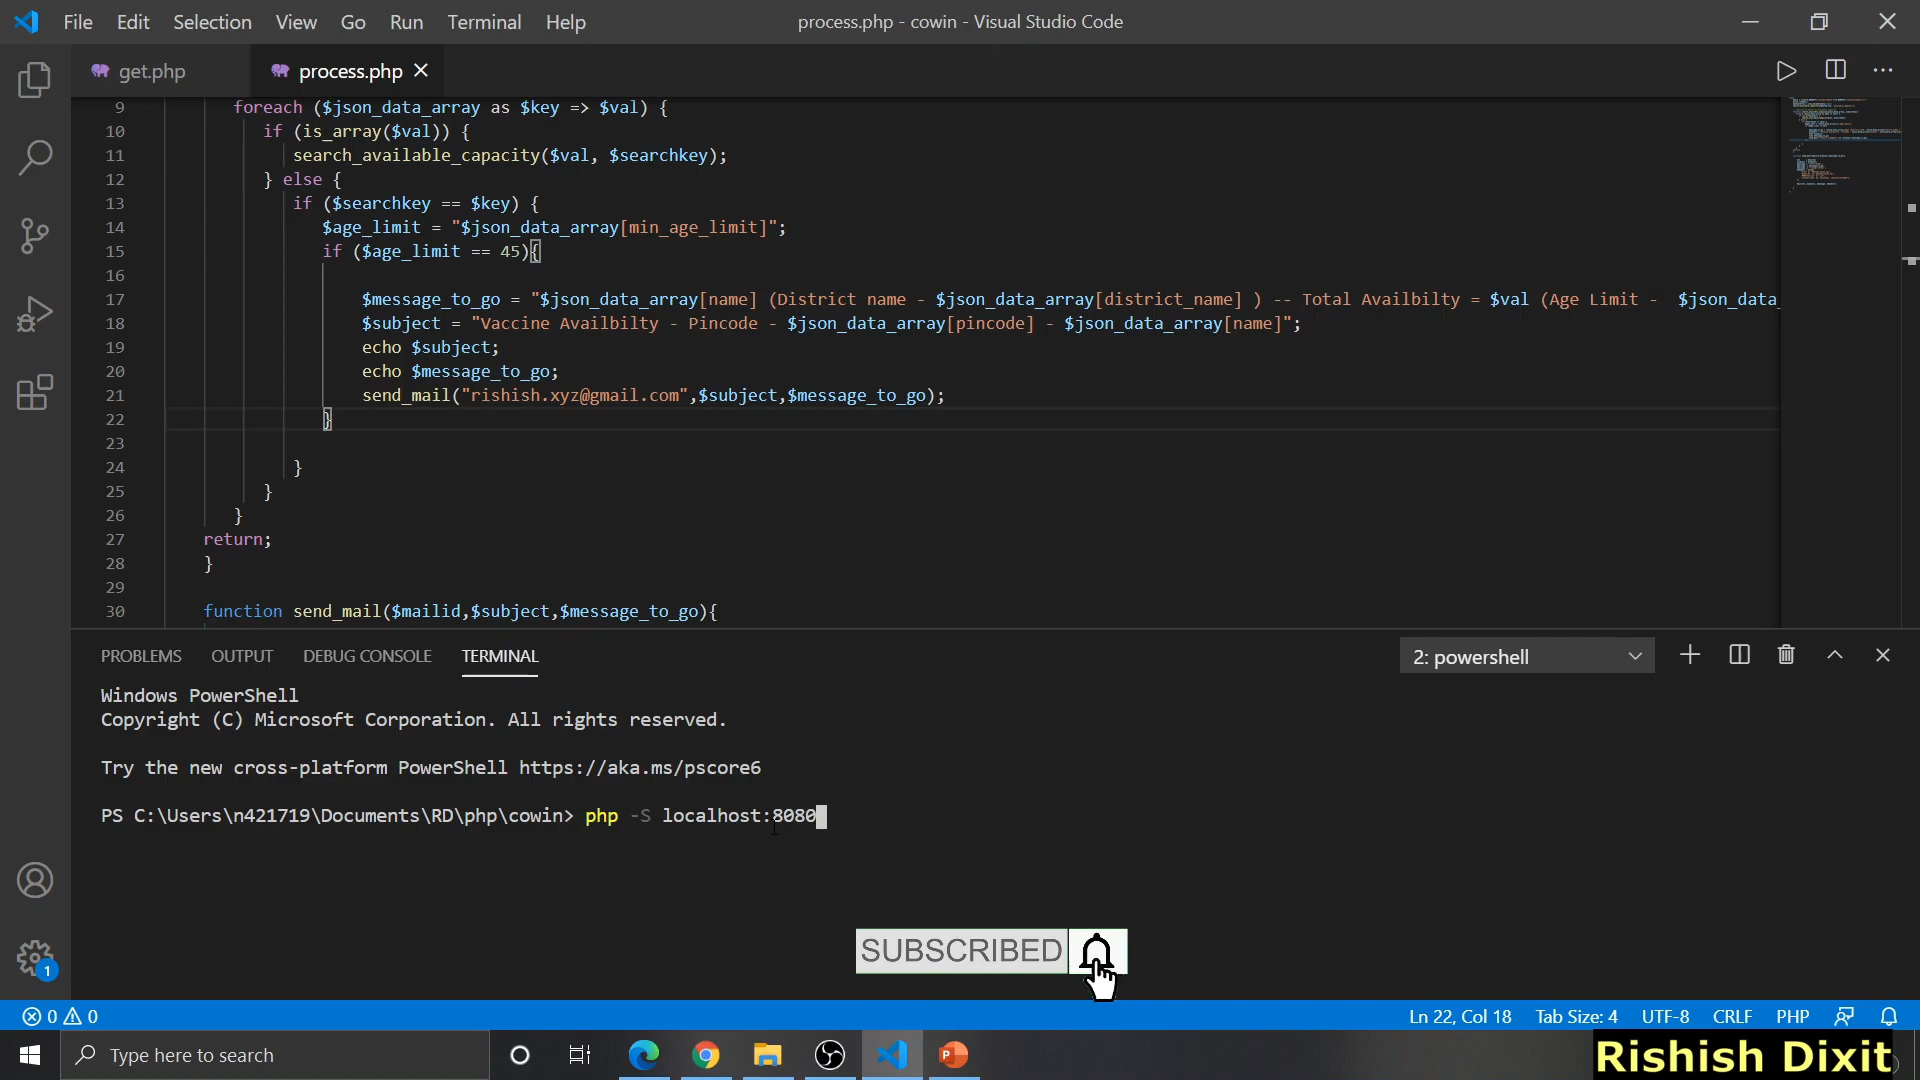 File Edit Selection View Go Run Terminal Help
process.php - cowin - Visual Studio Code
get.php
process.php
9 foreach ($json_data_array as $key => $val) {
10 if (is_array($val)) {
11 search_available_capacity($val, $searchkey);
12 } else {
13 if ($searchkey == $key) {
14 $age_limit = "$json_data_array[min_age_limit]";
15 if ($age_limit == 45){
16
17 $message_to_go = "$json_data_array[name] (District name - $json_data_array[district_name] ) -- Total Availbilty = $val (Age Limit -  $json_data_
18 $subject = "Vaccine Availbilty - Pincode - $json_data_array[pincode] - $json_data_array[name]";
19 echo $subject;
20 echo $message_to_go;
21 send_mail("rishish.xyz@gmail.com",$subject,$message_to_go);
22 }
23
24 }
25 }
26 }
27 return;
28 }
29
30 function send_mail($mailid,$subject,$message_to_go){
PROBLEMS OUTPUT DEBUG CONSOLE TERMINAL
2: powershell
Windows PowerShell
Copyright (C) Microsoft Corporation. All rights reserved.
Try the new cross-platform PowerShell https://aka.ms/pscore6
PS C:\Users\n421719\Documents\RD\php\cowin> php -S localhost:8080
SUBSCRIBED
1
0 0
Ln 22, Col 18 Tab Size: 4 UTF-8 CRLF PHP
Type here to search
Rishish Dixit